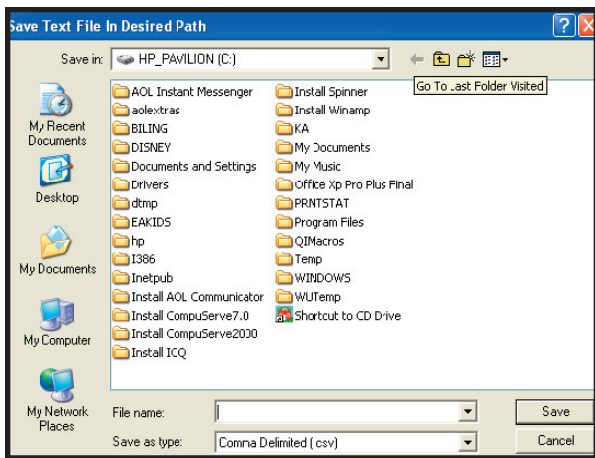 Save Text File In Desired Path
Save in: HP_PAVILION (C:)
Go To Last Folder Visited
My Recent
Documents
Desktop
My Documents
My Computer
My Network
Places
AOL Instant Messenger
aolextras
BILING
DISNEY
Documents and Settings
Drivers
dtmp
EAKIDS
hp
I386
Inetpub
Install AOL Communicator
Install CompuServe7.0
Install CompuServe2000
Install ICQ
Install Spinner
Install Winamp
KA
My Documents
My Music
Office Xp Pro Plus Final
PRNTSTAT
Program Files
QIMacros
Temp
WINDOWS
WUTemp
Shortcut to CD Drive
File name:
Save
Save as type: Comma Delimited (csv)
Cancel